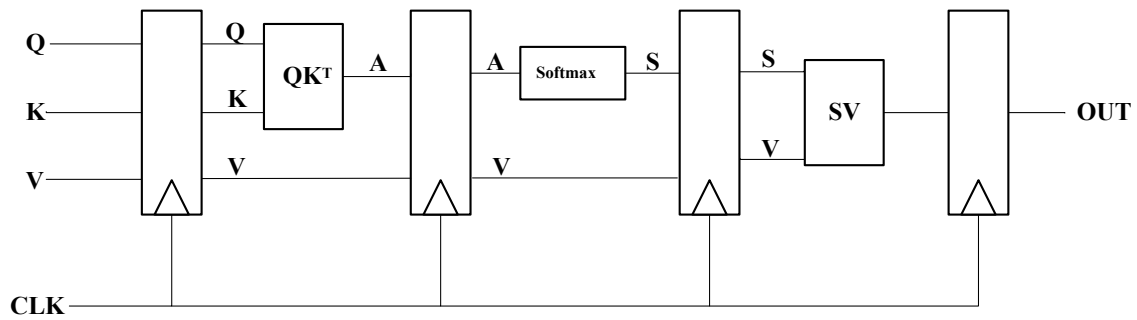 Q Q A A S S
QKᵀ Softmax SV OUT
K K
V V V V
CLK